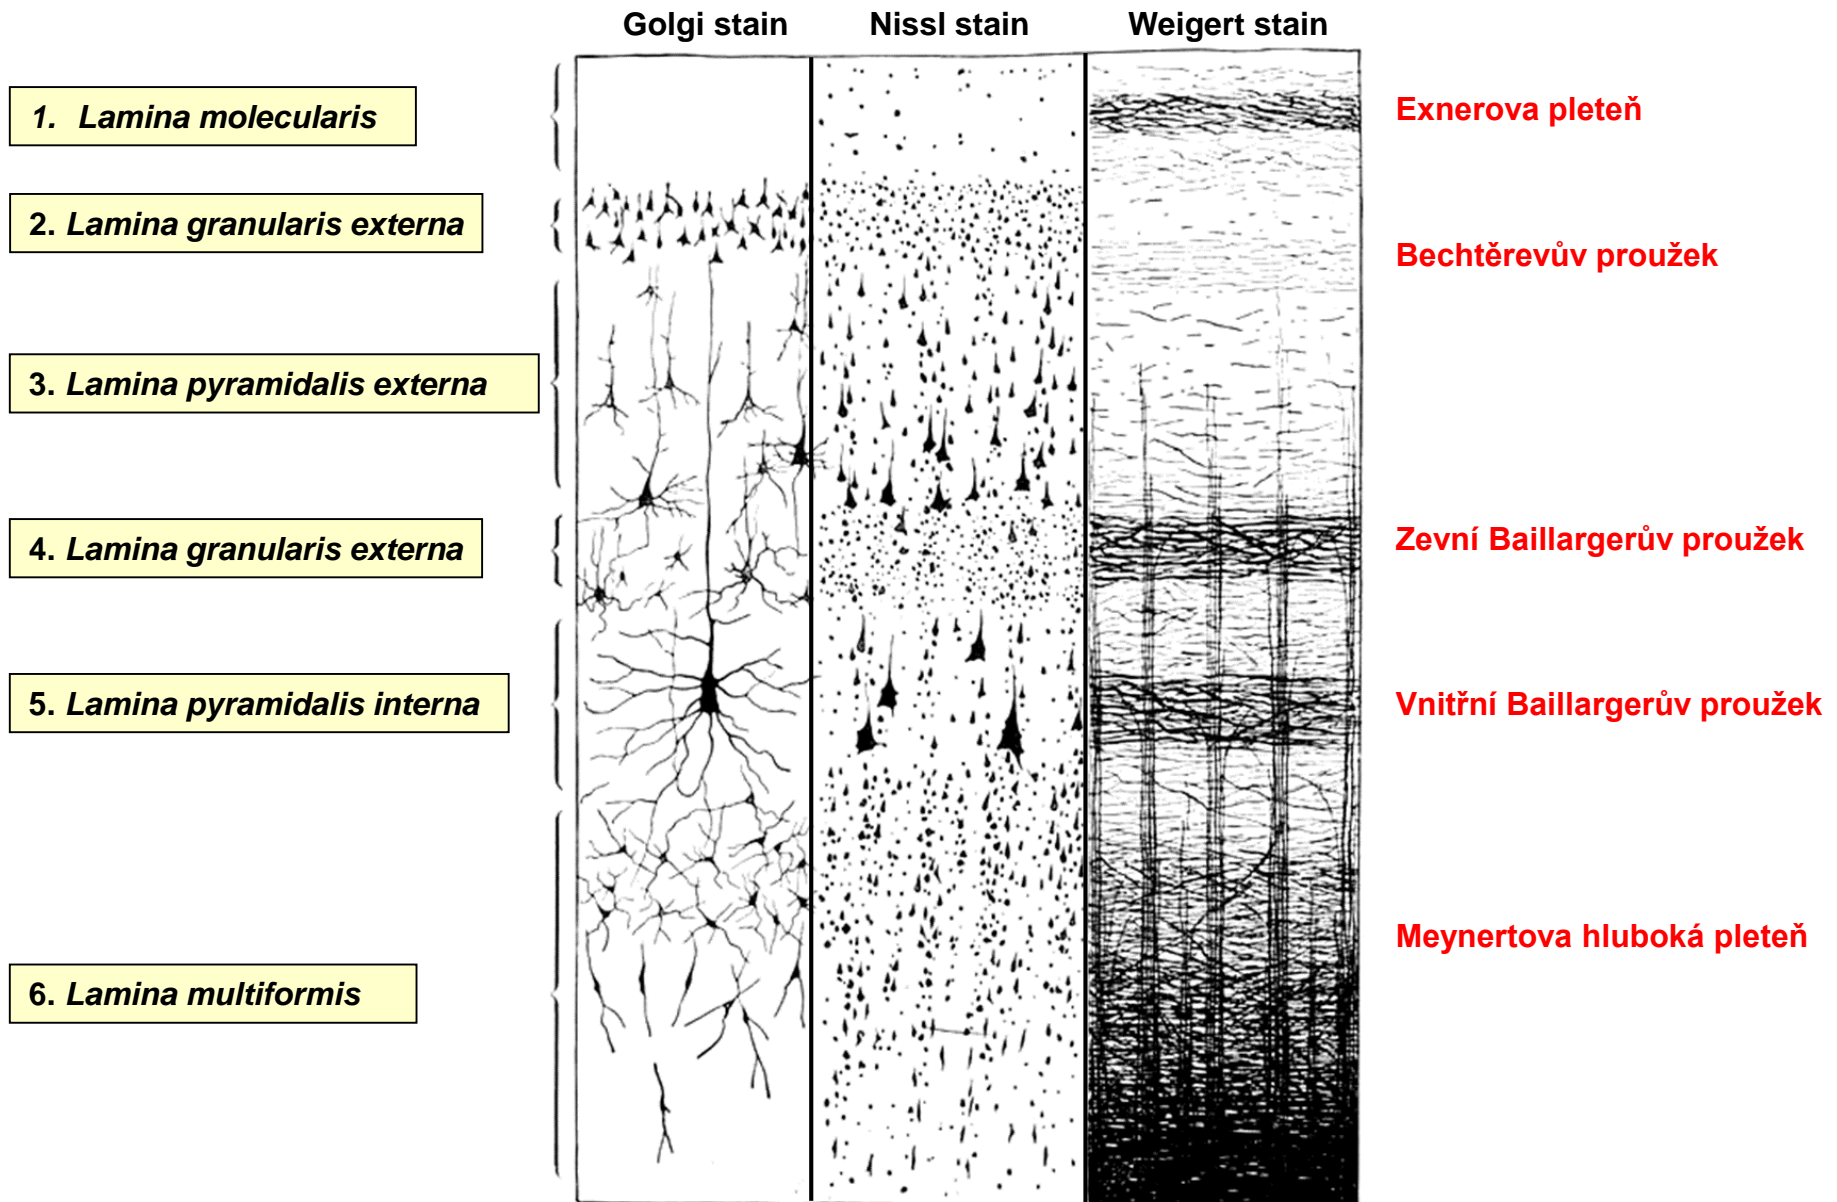 Golgi stain
Nissl stain
Weigert stain
1. Lamina molecularis
Exnerova pleteň
2. Lamina granularis externa
Bechtěrevův proužek
3. Lamina pyramidalis externa
4. Lamina granularis externa
Zevní Baillargerův proužek
5. Lamina pyramidalis interna
Vnitřní Baillargerův proužek
Meynertova hluboká pleteň
6. Lamina multiformis